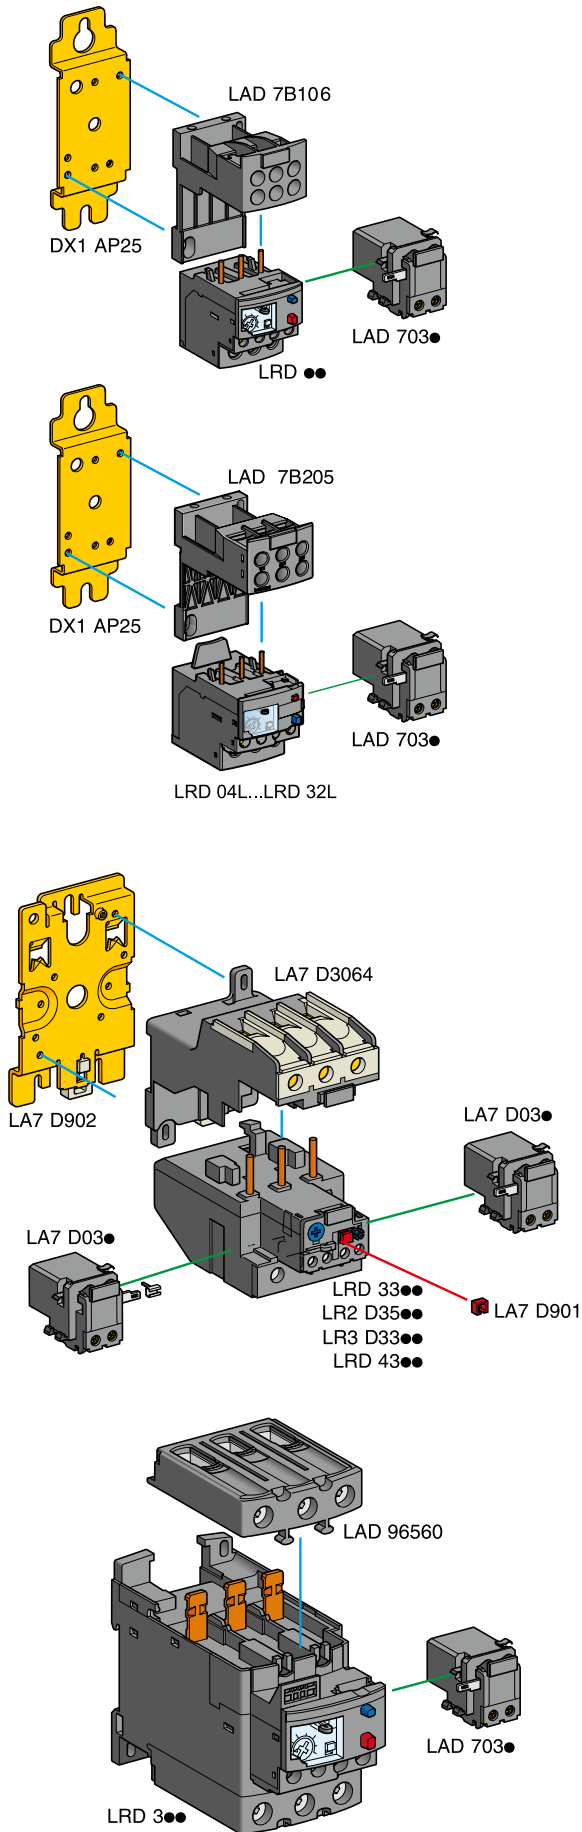 LAD 7B106
DX1 AP25
LAD 703●
LRD ●●
LAD 7B205
DX1 AP25
LAD 703●
LRD 04L...LRD 32L
LA7 D3064
LA7 D902
LA7 D03●
LA7 D03●
LRD 33●●
LA7 D901
LR2 D35●●
LR3 D33●●
LRD 43●●
LAD 96560
LAD 703●
LRD 3●●